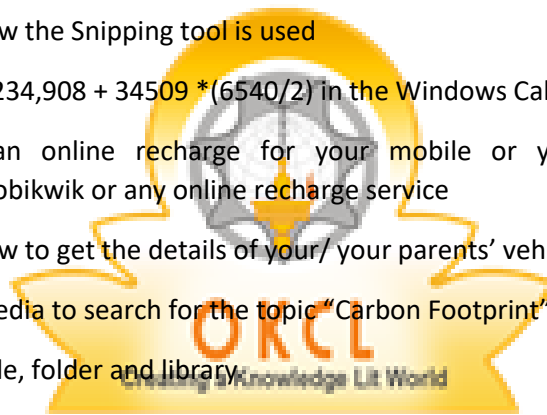 w the Snipping tool is used
234,908 + 34509 *(6540/2) in the Windows Cal
an online recharge for your mobile or y
obikwik or any online recharge service
w to get the details of your/ your parents’ veh
edia to search for the topic “Carbon Footprint”
le, folder and library
OKCL
Creating a Knowledge Lit World